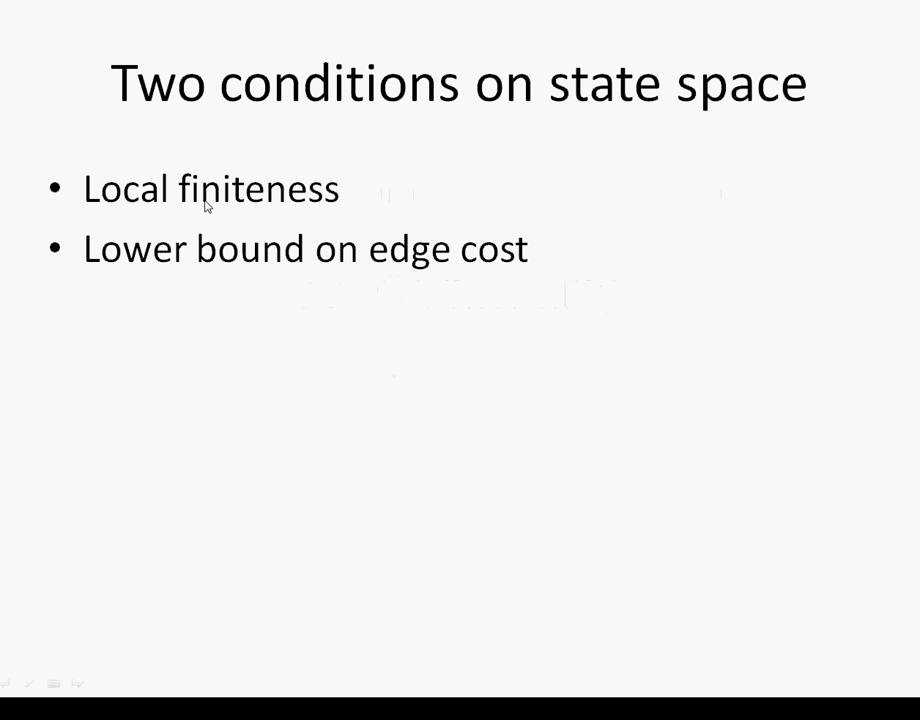 Two conditions on state space
• Local finiteness
• Lower bound on edge cost